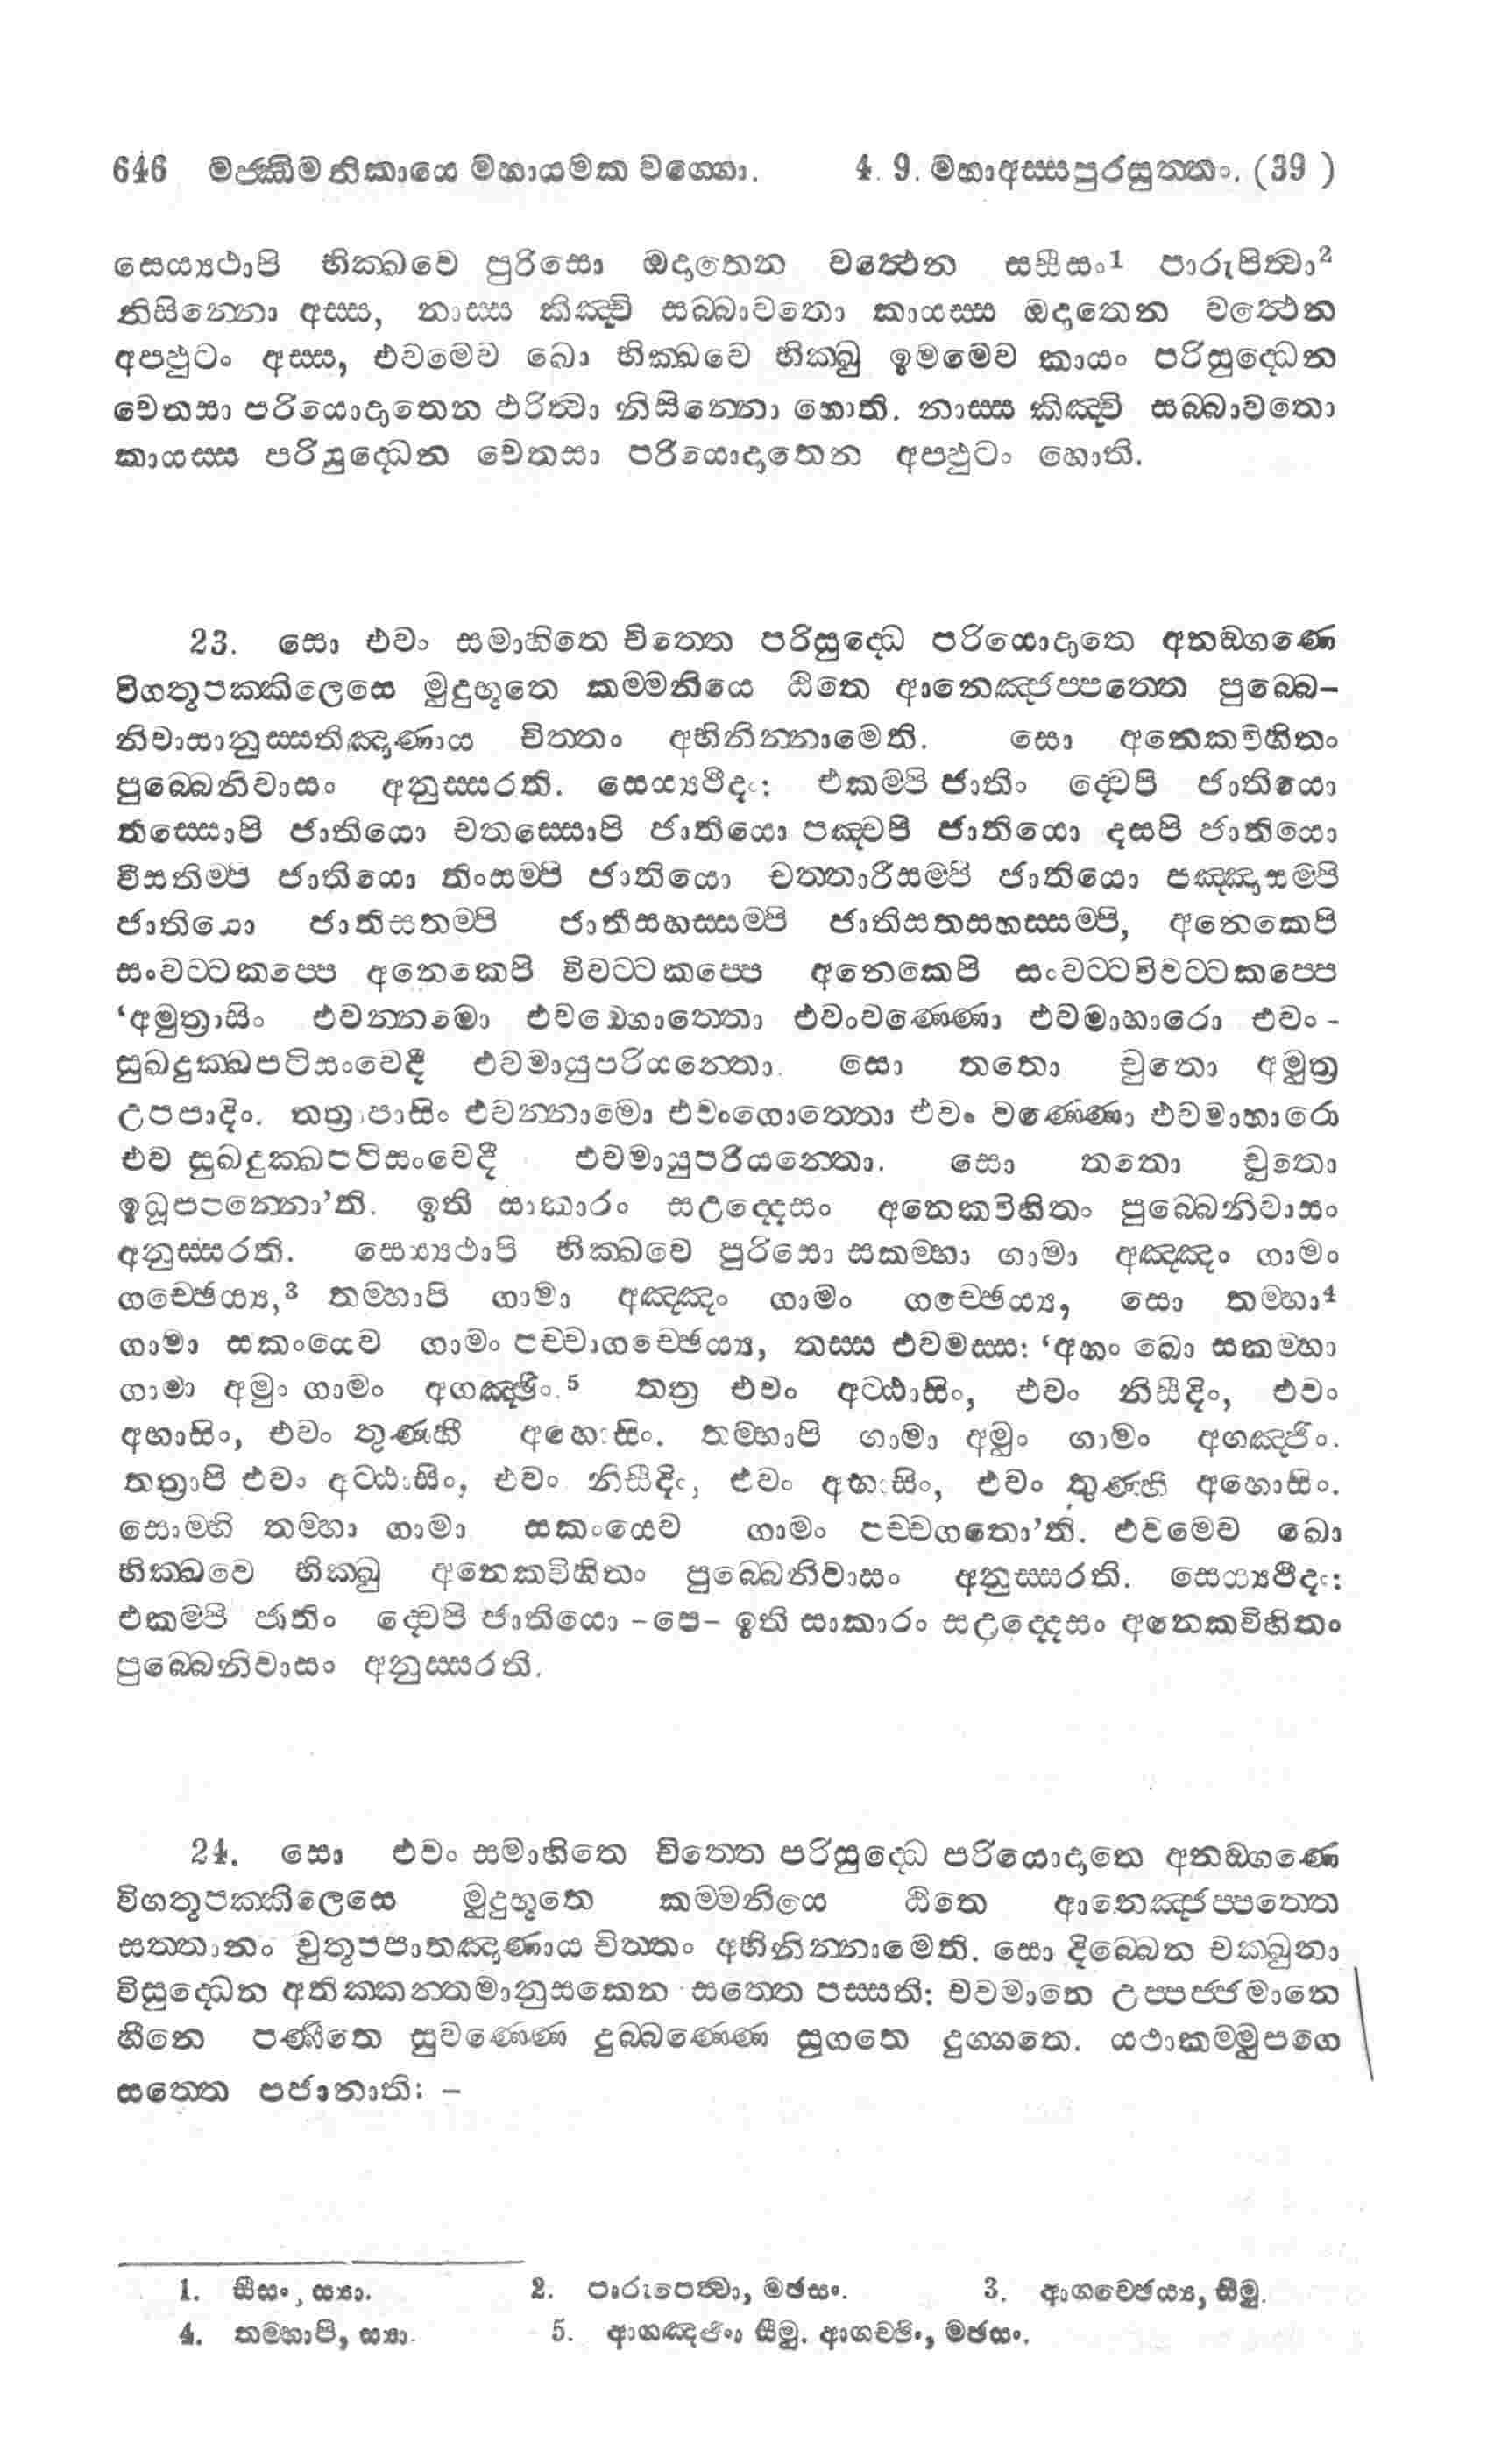 646 මජ්ඣිමනිකායෙ මහායමක වග්ගො. 4. 9. මහාඅස්සපුරසුත්තං. (39 )
සෙය්‍යථාපි භික්ඛවෙ පුරිසො ඔදාතෙන වත්ථෙන සසීසං1 පාරුපිත්වා2
නිසින්නො අස්ස, නාස්ස කිඤ්චි සබ්බාවතො කායස්ස ඔදාතෙන වත්ථෙන
අපඵුටං අස්ස, එවමෙව ඛො භික්ඛවෙ භික්ඛු ඉමමෙව කායං පරිසුද්ධෙන
චෙතසා පරියොදාතෙන ඵරිත්වා නිසින්නො හොති. නාස්ස කිඤ්චි සබ්බාවතො
කායස්ස පරිසුද්ධෙන චෙතසා පරියොදාතෙන අපඵුටං හොති.
23. සො එවං සමාහිතෙ චිත්තෙ පරිසුද්ධෙ පරියොදාතෙ අනඞ්ගණෙ
විගතූපක්කිලෙසෙ මුදුභූතෙ කම්මනියෙ ඨිතෙ ආනෙඤ්ජප්පත්තෙ පුබ්බෙ-
නිවාසානුස්සතිඤාණාය චිත්තං අභිනින්නාමෙති. සො අනෙකවිහිතං
පුබ්බෙනිවාසං අනුස්සරති. සෙය්‍යථීදං: එකම්පි ජාතිං ද්වෙපි ජාතියො
තිස්සොපි ජාතියො චතස්සොපි ජාතියො පඤ්චපි ජාතියො දසපි ජාතියො
වීසතිම්පි ජාතියො තිංසම්පි ජාතියො චත්තාරීසම්පි ජාතියො පඤ්ඤාසම්පි
ජාතියො ජාතිසතම්පි ජාතිසහස්සම්පි ජාතිසතසහස්සම්පි, අනෙකෙපි
සංවට්ටකප්පෙ අනෙකෙපි විවට්ටකප්පෙ අනෙකෙපි සංවට්ටවිවට්ටකප්පෙ
‘අමුත්‍රාසිං එවන්නාමො එවඞ්ගොත්තො එවංවණ්ණො එවමාහාරො එවං-
සුඛදුක්ඛපටිසංවෙදී එවමායුපරියන්තො. සො තතො චුතො අමුත්‍ර
උපපාදිං. තත්‍රාපාසිං එවන්නාමො එවංගොත්තො එවං වණ්ණො එවමාහාරො
එව සුඛදුක්ඛපටිසංවෙදී එවමායුපරියන්තො. සො තතො චුතො
ඉධූපපන්නො’ති. ඉති සාකාරං සඋද්දෙසං අනෙකවිහිතං පුබ්බෙනිවාසං
අනුස්සරති. සෙය්‍යථාපි භික්ඛවෙ පුරිසො සකම්හා ගාමා අඤ්ඤං ගාමං
ගච්ඡෙය්‍ය,3 තම්හාපි ගාමා අඤ්ඤං ගාමං ගච්ඡෙය්‍ය, සො තම්හා4
ගාමා සකංයෙව ගාමං පච්චාගච්ඡෙය්‍ය, තස්ස එවමස්ස: ‘අහං ඛො සකම්හා
ගාමා අමුං ගාමං අගඤ්ඡිං.5 තත්‍ර එවං අට්ඨාසිං, එවං නිසීදිං, එවං
අභාසිං, එවං තුණ්හී අහොසිං. තම්හාපි ගාමා අමුං ගාමං අගඤ්ජිං.
තත්‍රාපි එවං අට්ඨාසිං, එවං නිසීදිං, එවං අභාසිං, එවං තුණ්හි අහොසිං.
සොම්හි තම්හා ගාමා සකංයෙව ගාමං පච්චගතො’ති. එවමෙව ඛො
භික්ඛවෙ භික්ඛු අනෙකවිහිතං පුබ්බෙනිවාසං අනුස්සරති. සෙය්‍යථීදං:
එකම්පි ජාතිං ද්වෙපි ජාතියො -පෙ- ඉති සාකාරං සඋද්දෙසං අනෙකවිහිතං
පුබ්බෙනිවාසං අනුස්සරති.
24. සො එවං සමාහිතෙ චිත්තෙ පරිසුද්ධෙ පරියොදාතෙ අනඞ්ගණෙ
විගතූපක්කිලෙසෙ මුදුභූතෙ කම්මනියෙ ඨිතෙ ආනෙඤ්ජප්පත්තෙ
සත්තානං චුතූපපාතඤාණාය චිත්තං අභිනින්නාමෙති. සො දිබ්බෙන චක්ඛුනා
විසුද්ධෙන අතික්කන්තමානුසකෙන සත්තෙ පස්සති: චවමානෙ උප්පජ්ජමානෙ
හීනෙ පණීතෙ සුවණ්ණෙ දුබ්බණ්ණෙ සුගතෙ දුග්ගතෙ. යථාකම්මුපගෙ
සත්තෙ පජානාති: -
1. සීසං, ස්‍යා. 2. පාරුපෙත්වා, මඡසං. 3. ආගච්ඡෙය්‍ය, සීමු.
4. තම්හාපි, ස්‍යා. 5. ආගඤ්ජිං, සීමු. ආගච්ඡිං, මඡසං.